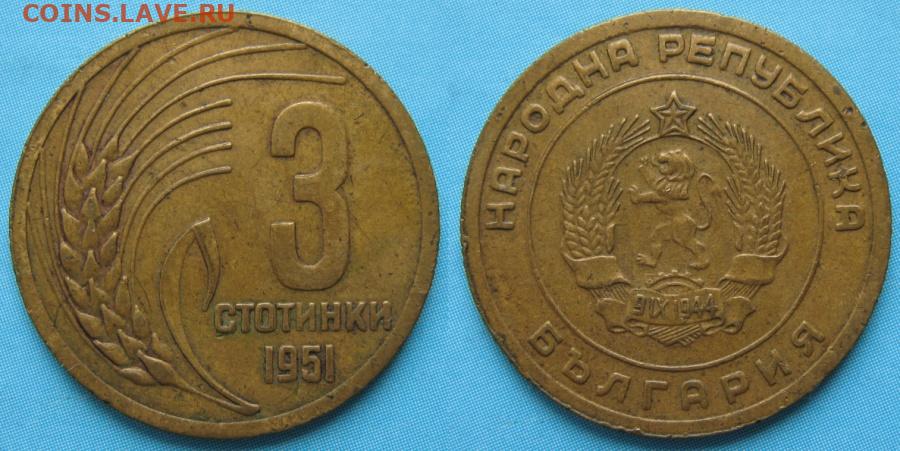 COINS.LAVE.RU
3
СТОТИНКИ
1951
НАРОДНА РЕПУБЛИКА
9 IX 1944
БЪЛГАРИЯ